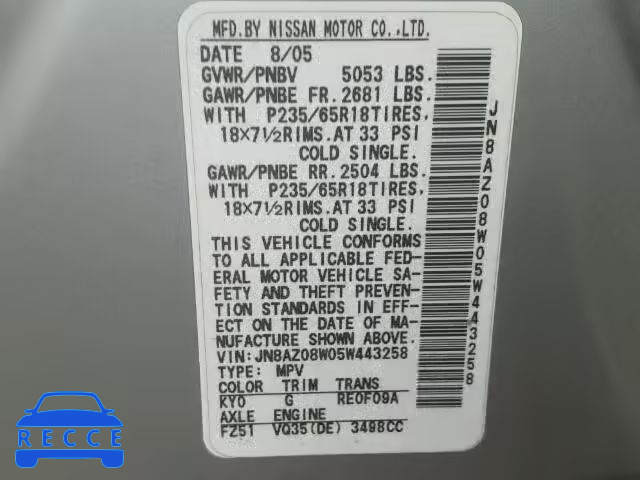 MFD.BY NISSAN MOTOR CO.,LTD.
DATE 8/05
GVWR/PNBV 5053 LBS.
GAWR/PNBE FR. 2681 LBS.
WITH P235/65R18TIRES,
18×7½RIMS.AT 33 PSI
COLD SINGLE.
GAWR/PNBE RR. 2504 LBS.
WITH P235/65R18TIRES,
18×7½RIMS.AT 33 PSI
COLD SINGLE.
THIS VEHICLE CONFORMS
TO ALL APPLICABLE FED-
ERAL MOTOR VEHICLE SA-
FETY AND THEFT PREVEN-
TION STANDARDS IN EFF-
ECT ON THE DATE OF MA-
NUFACTURE SHOWN ABOVE.
VIN:JN8AZ08W05W443258
TYPE: MPV
COLOR TRIM TRANS
KY0 G RE0F09A
AXLE ENGINE
FZ51 VQ35(DE) 3498CC
JN8AZ08W05W443258
RECCE